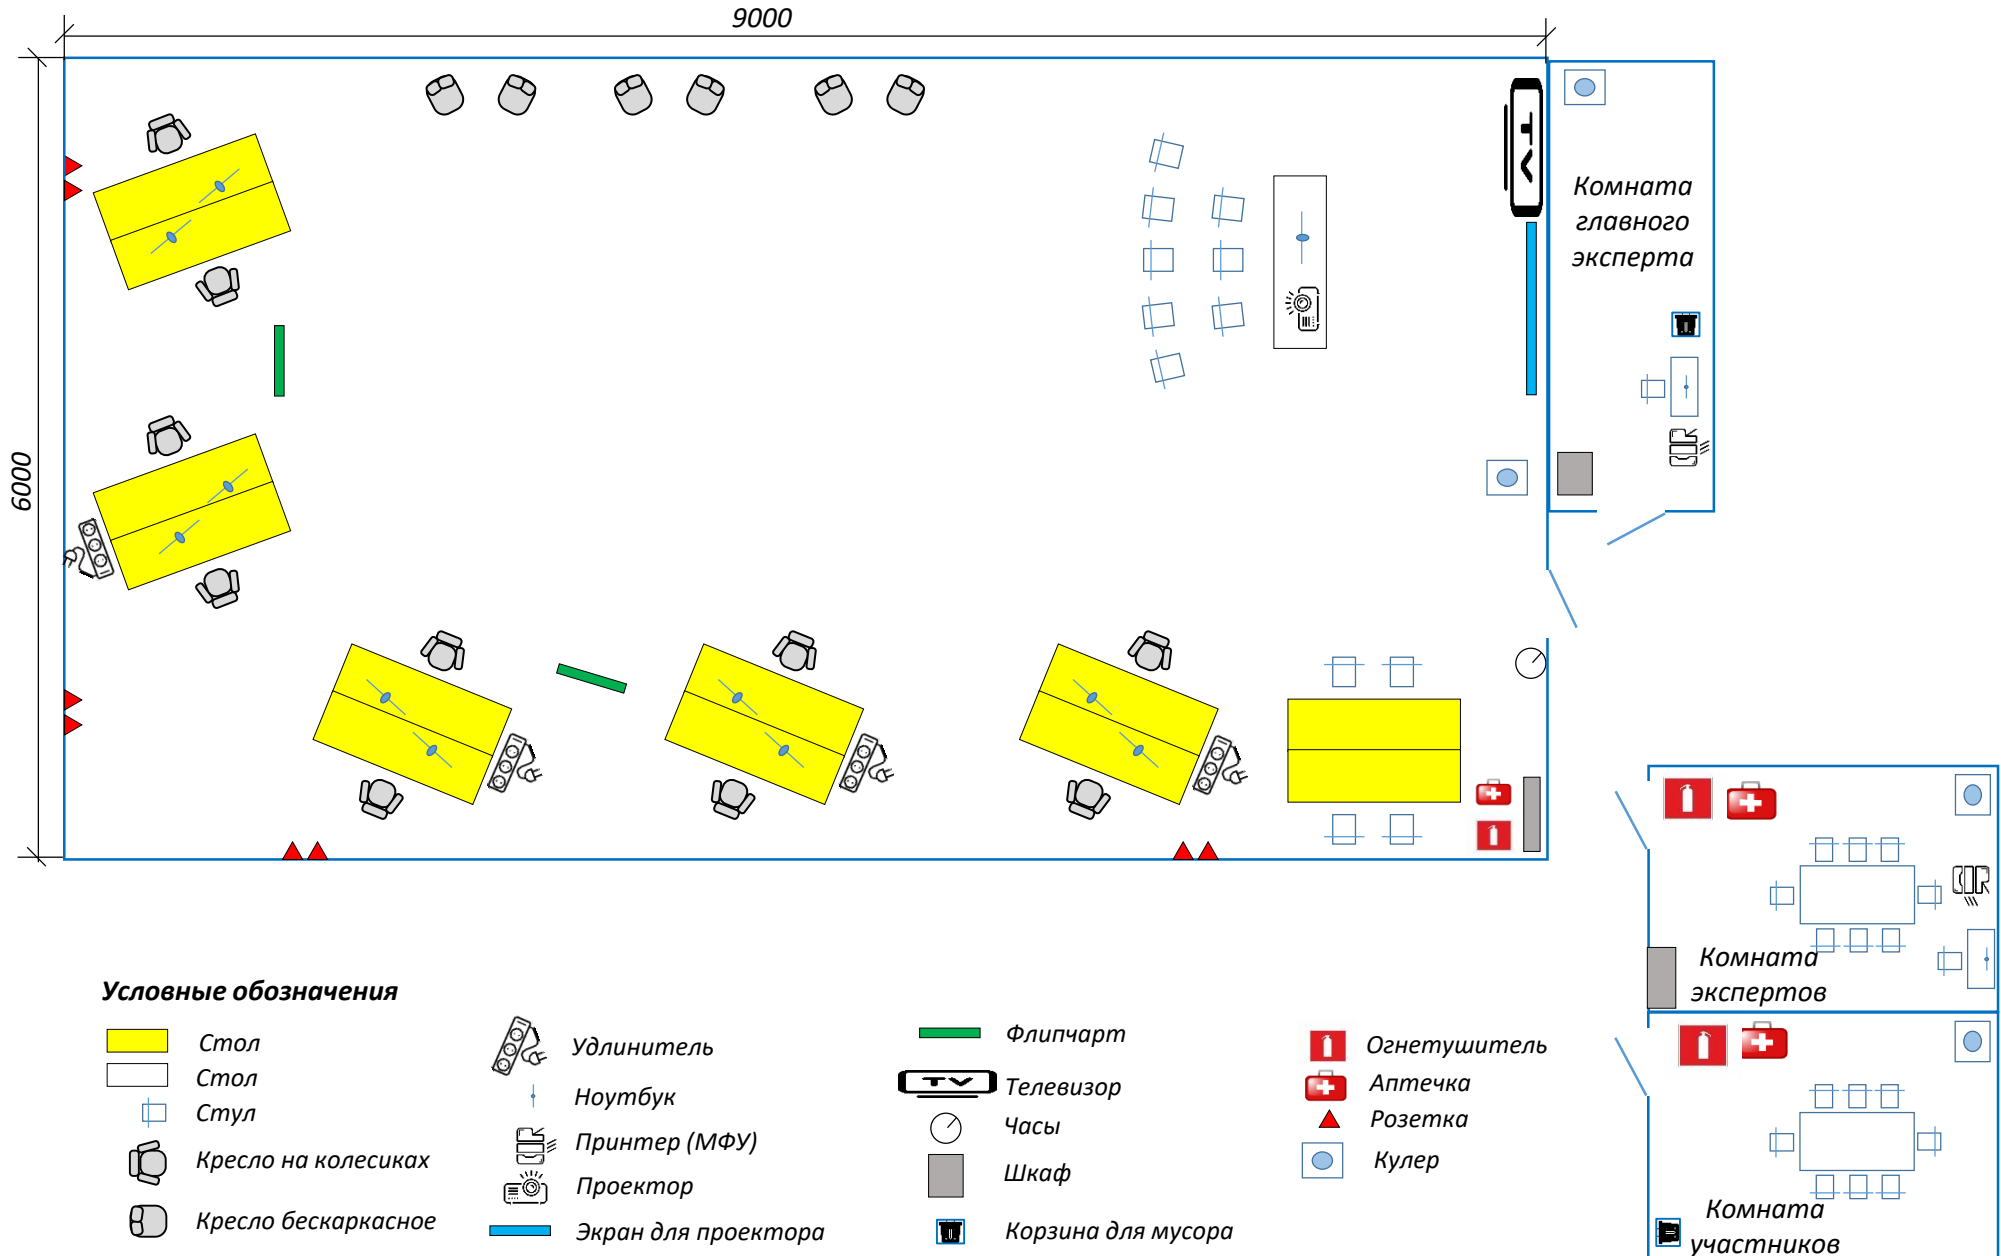 9000
6000
TV
Комната
главного
эксперта
Комната
экспертов
Комната
участников
Условные обозначения
Стол
Стол
Стул
Кресло на колесиках
Кресло бескаркасное
Удлинитель
Ноутбук
Принтер (МФУ)
Проектор
Экран для проектора
Флипчарт
TV
Телевизор
Часы
Шкаф
Корзина для мусора
Огнетушитель
Аптечка
Розетка
Кулер